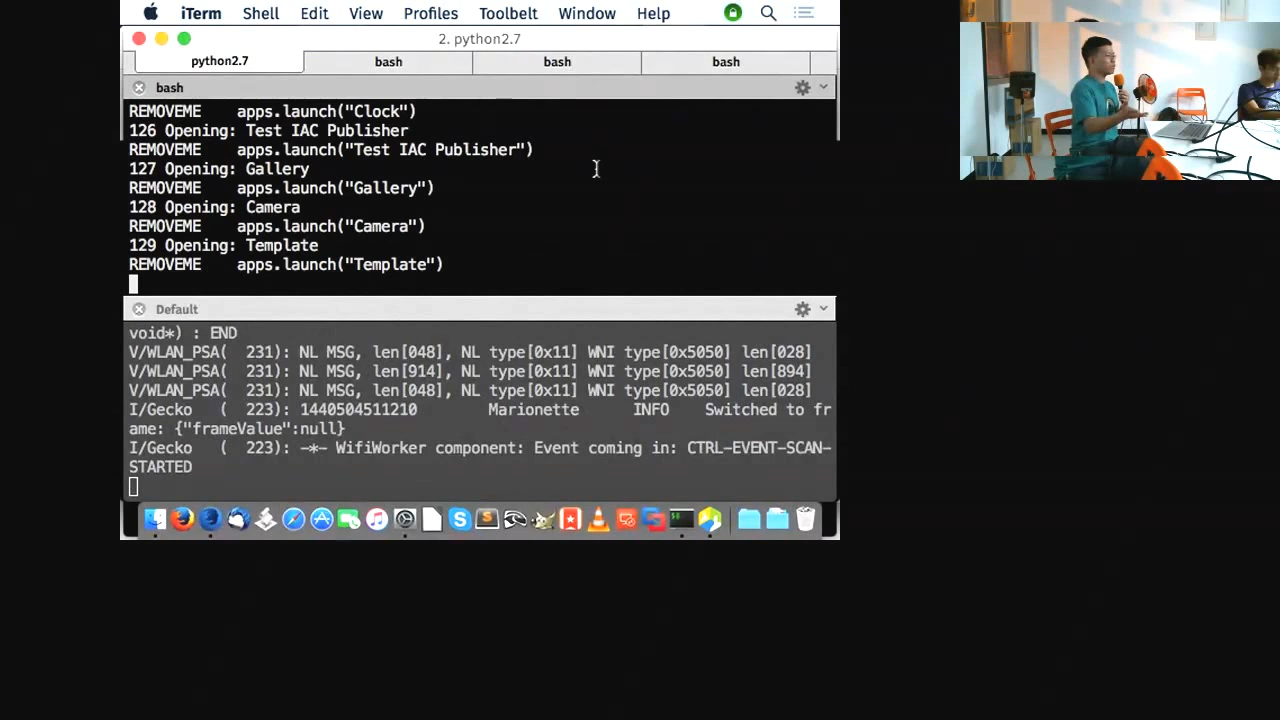 iTerm Shell Edit View Profiles Toolbelt Window Help
2. python2.7
python2.7 bash bash bash
bash
REMOVEME    apps.launch("Clock")
126 Opening: Test IAC Publisher
REMOVEME    apps.launch("Test IAC Publisher")
127 Opening: Gallery
REMOVEME    apps.launch("Gallery")
128 Opening: Camera
REMOVEME    apps.launch("Camera")
129 Opening: Template
REMOVEME    apps.launch("Template")
Default
void*) : END
V/WLAN_PSA(  231): NL MSG, len[048], NL type[0x11] WNI type[0x5050] len[028]
V/WLAN_PSA(  231): NL MSG, len[914], NL type[0x11] WNI type[0x5050] len[894]
V/WLAN_PSA(  231): NL MSG, len[048], NL type[0x11] WNI type[0x5050] len[028]
I/Gecko   (  223): 1440504511210        Marionette      INFO    Switched to fr
ame: {"frameValue":null}
I/Gecko   (  223): -*- WifiWorker component: Event coming in: CTRL-EVENT-SCAN-
STARTED